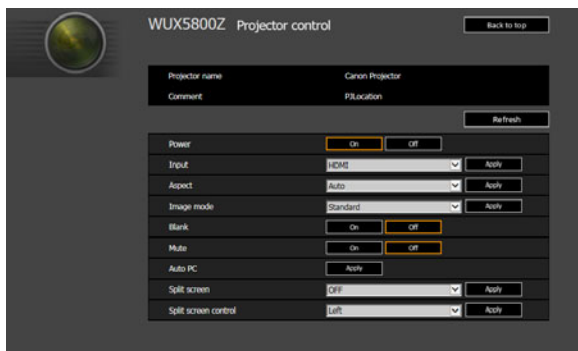 WUX5800Z Projector control Back to top
Projector name Canon Projector
Comment PJLocation
Refresh
Power On Off
Input HDMI Apply
Aspect Auto Apply
Image mode Standard Apply
Blank On Off
Mute On Off
Auto PC Apply
Split screen OFF Apply
Split screen control Left Apply